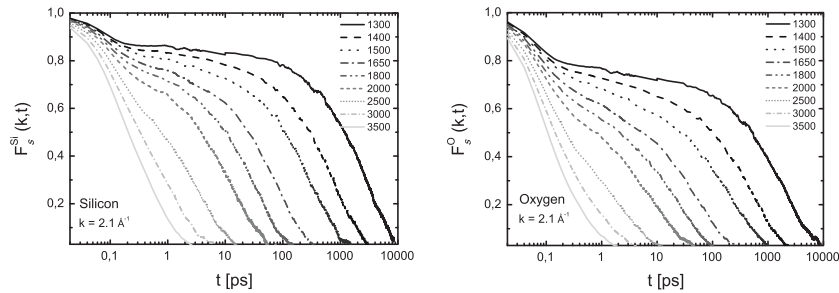 1,0
0,8
0,6
0,4
0,2
F_s^Si (k,t)
1300
1400
1500
1650
1800
2000
2500
3000
3500
Silicon
k = 2.1 Å⁻¹
0,1 1 10 100 1000 10000
t [ps]
1,0
0,8
0,6
0,4
0,2
F_s^O (k,t)
1300
1400
1500
1650
1800
2000
2500
3000
3500
Oxygen
k = 2.1 Å⁻¹
0,1 1 10 100 1000 10000
t [ps]